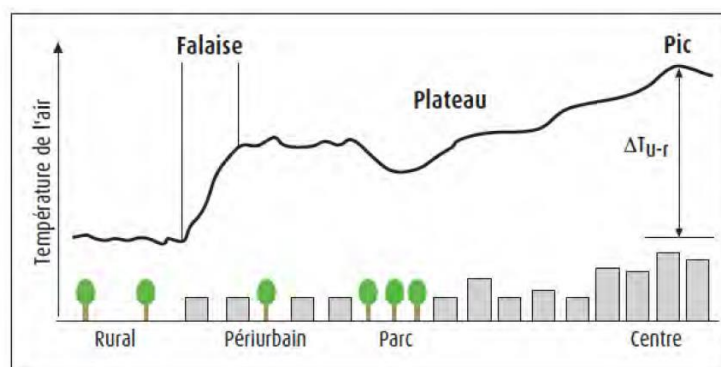 Falaise
Pic
Plateau
ΔTu-r
Température de l'air
Rural
Périurbain
Parc
Centre